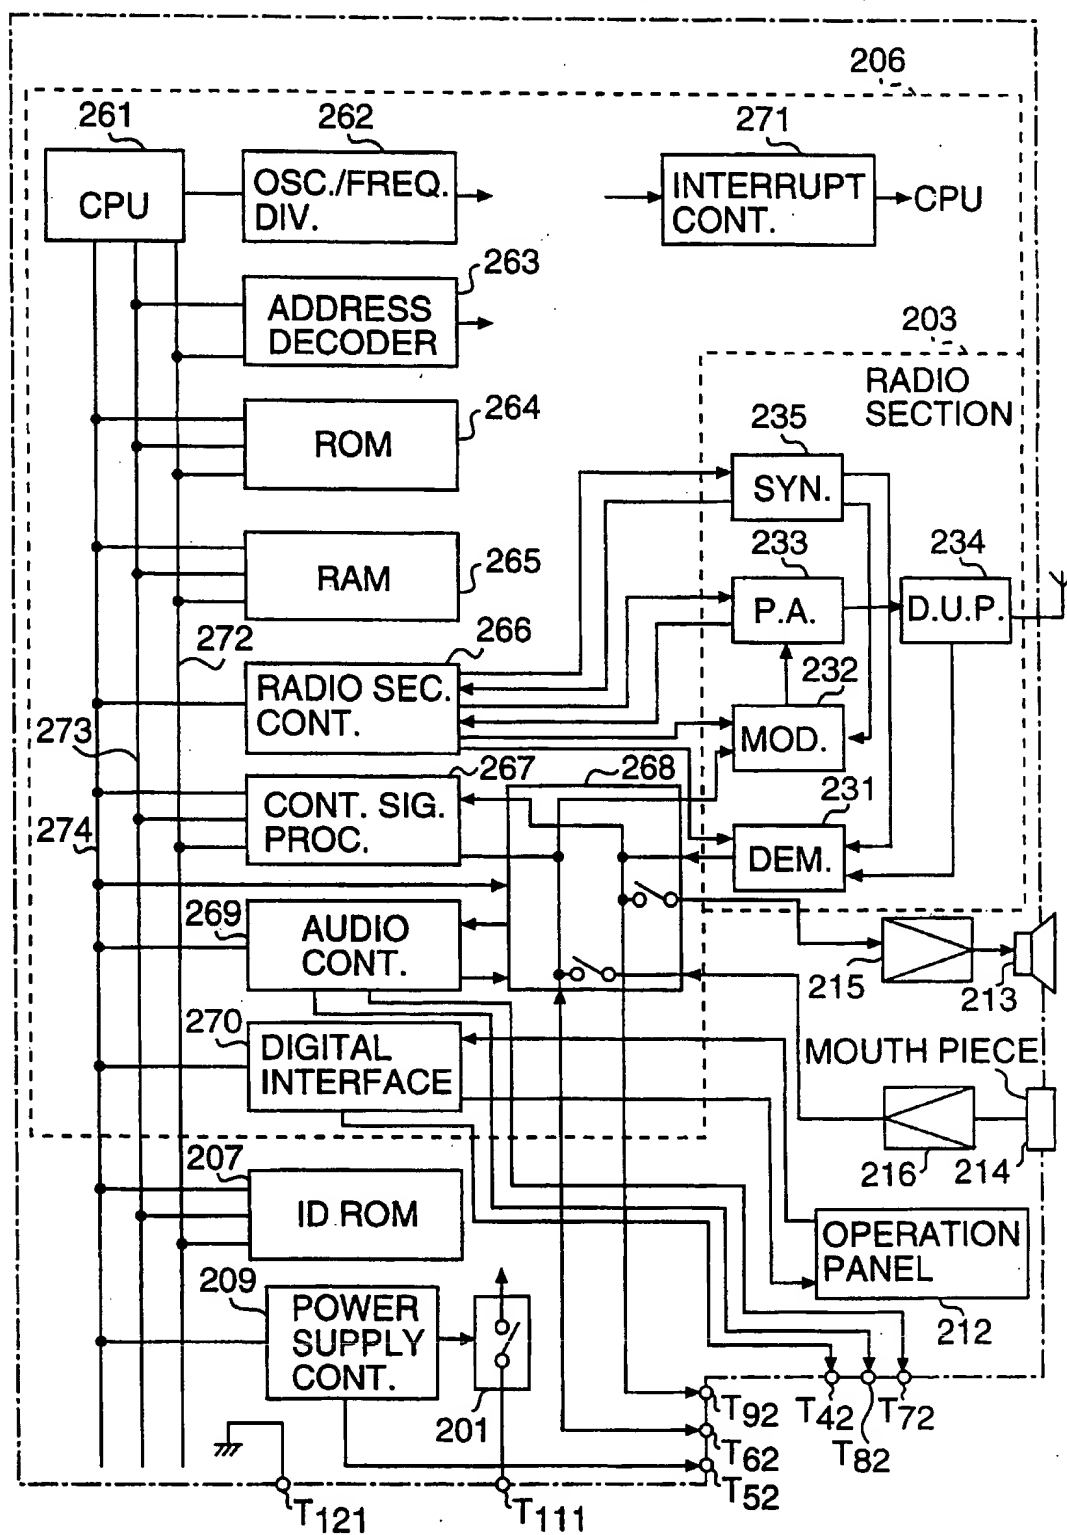 206
261
262
271
CPU
OSC./FREQ.
DIV.
INTERRUPT
CONT.
CPU
263
ADDRESS
DECODER
203
RADIO
SECTION
264
ROM
235
SYN.
233
234
265
RAM
P.A.
D.U.P.
272
266
232
RADIO SEC.
CONT.
273
MOD.
267
268
231
CONT. SIG.
PROC.
274
DEM.
269
AUDIO
CONT.
215
213
270
DIGITAL
INTERFACE
MOUTH PIECE
207
216
214
ID ROM
OPERATION
PANEL
209
POWER
SUPPLY
CONT.
212
201
T92
T42
T72
T62
T82
T52
T121
T111